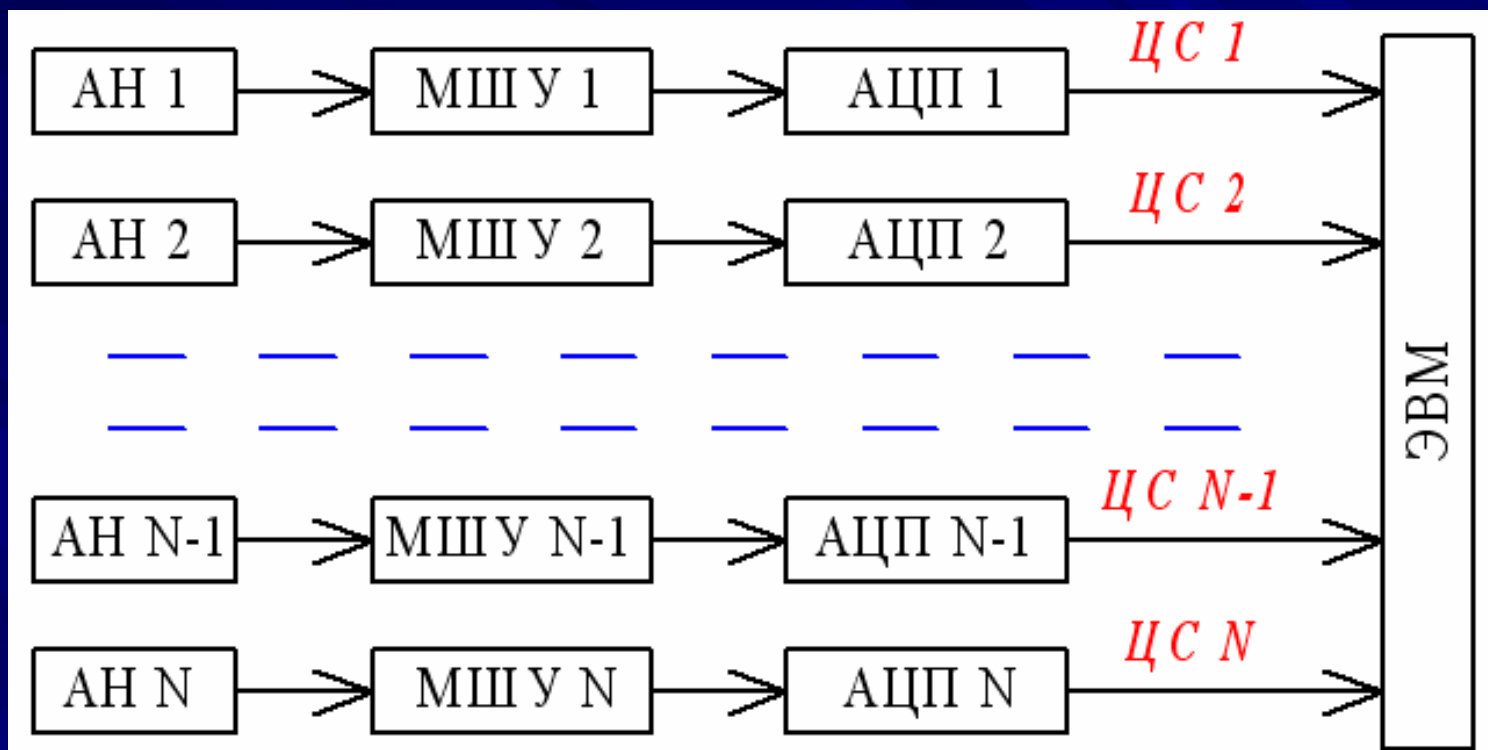 ЦС 1
АН 1 МШУ 1 АЦП 1
ЦС 2
АН 2 МШУ 2 АЦП 2
ЭВМ
ЦС N-1
АН N-1 МШУ N-1 АЦП N-1
ЦС N
АН N МШУ N АЦП N